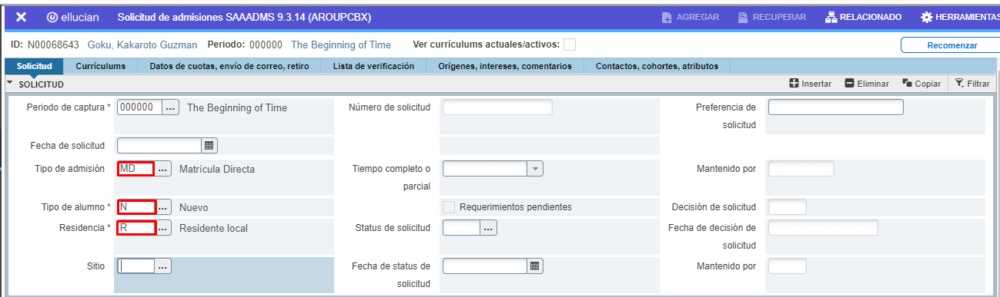 ellucian Solicitud de admisiones SAAADMS 9.3.14 (AROUPCBX) AGREGAR RECUPERAR RELACIONADO HERRAMIENTAS
ID: N00068643 Goku, Kakaroto Guzman Periodo: 000000 The Beginning of Time Ver currículums actuales/activos: Recomenzar
Solicitud Currículums Datos de cuotas, envío de correo, retiro Lista de verificación Orígenes, intereses, comentarios Contactos, cohortes, atributos
SOLICITUD Insertar Eliminar Copiar Filtrar
Periodo de captura * 000000 ... The Beginning of Time Número de solicitud Preferencia de
solicitud
Fecha de solicitud
Tipo de admisión MD ... Matrícula Directa Tiempo completo o Mantenido por
parcial
Tipo de alumno * N ... Nuevo Requerimientos pendientes Decisión de solicitud
Residencia * R ... Residente local Status de solicitud ... Fecha de decisión de
solicitud
Sitio ... Fecha de status de Mantenido por
solicitud